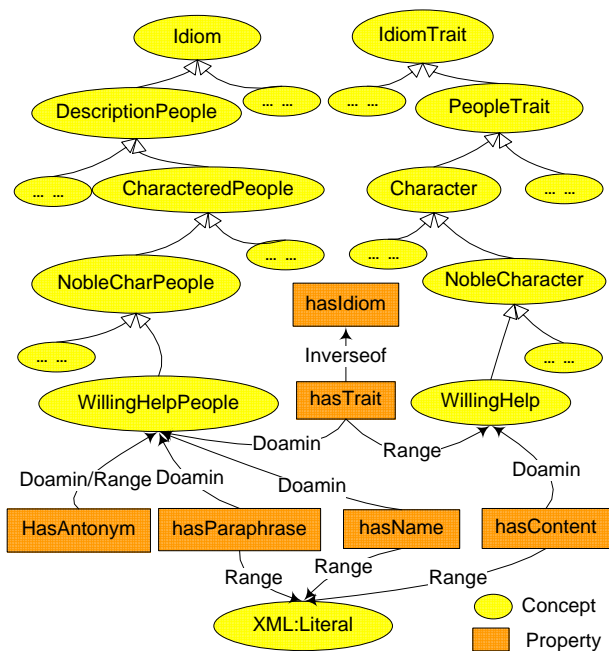 Idiom
IdiomTrait
... ...
... ...
DescriptionPeople
PeopleTrait
... ...
CharacteredPeople
Character
... ...
... ...
... ...
NobleCharPeople
NobleCharacter
hasIdiom
... ...
Inverseof
... ...
WillingHelpPeople
hasTrait
WillingHelp
Doamin
Range
Doamin/Range
Doamin
Doamin
Doamin
HasAntonym
hasParaphrase
hasName
hasContent
Range
Range
Range
XML:Literal
Concept
Property